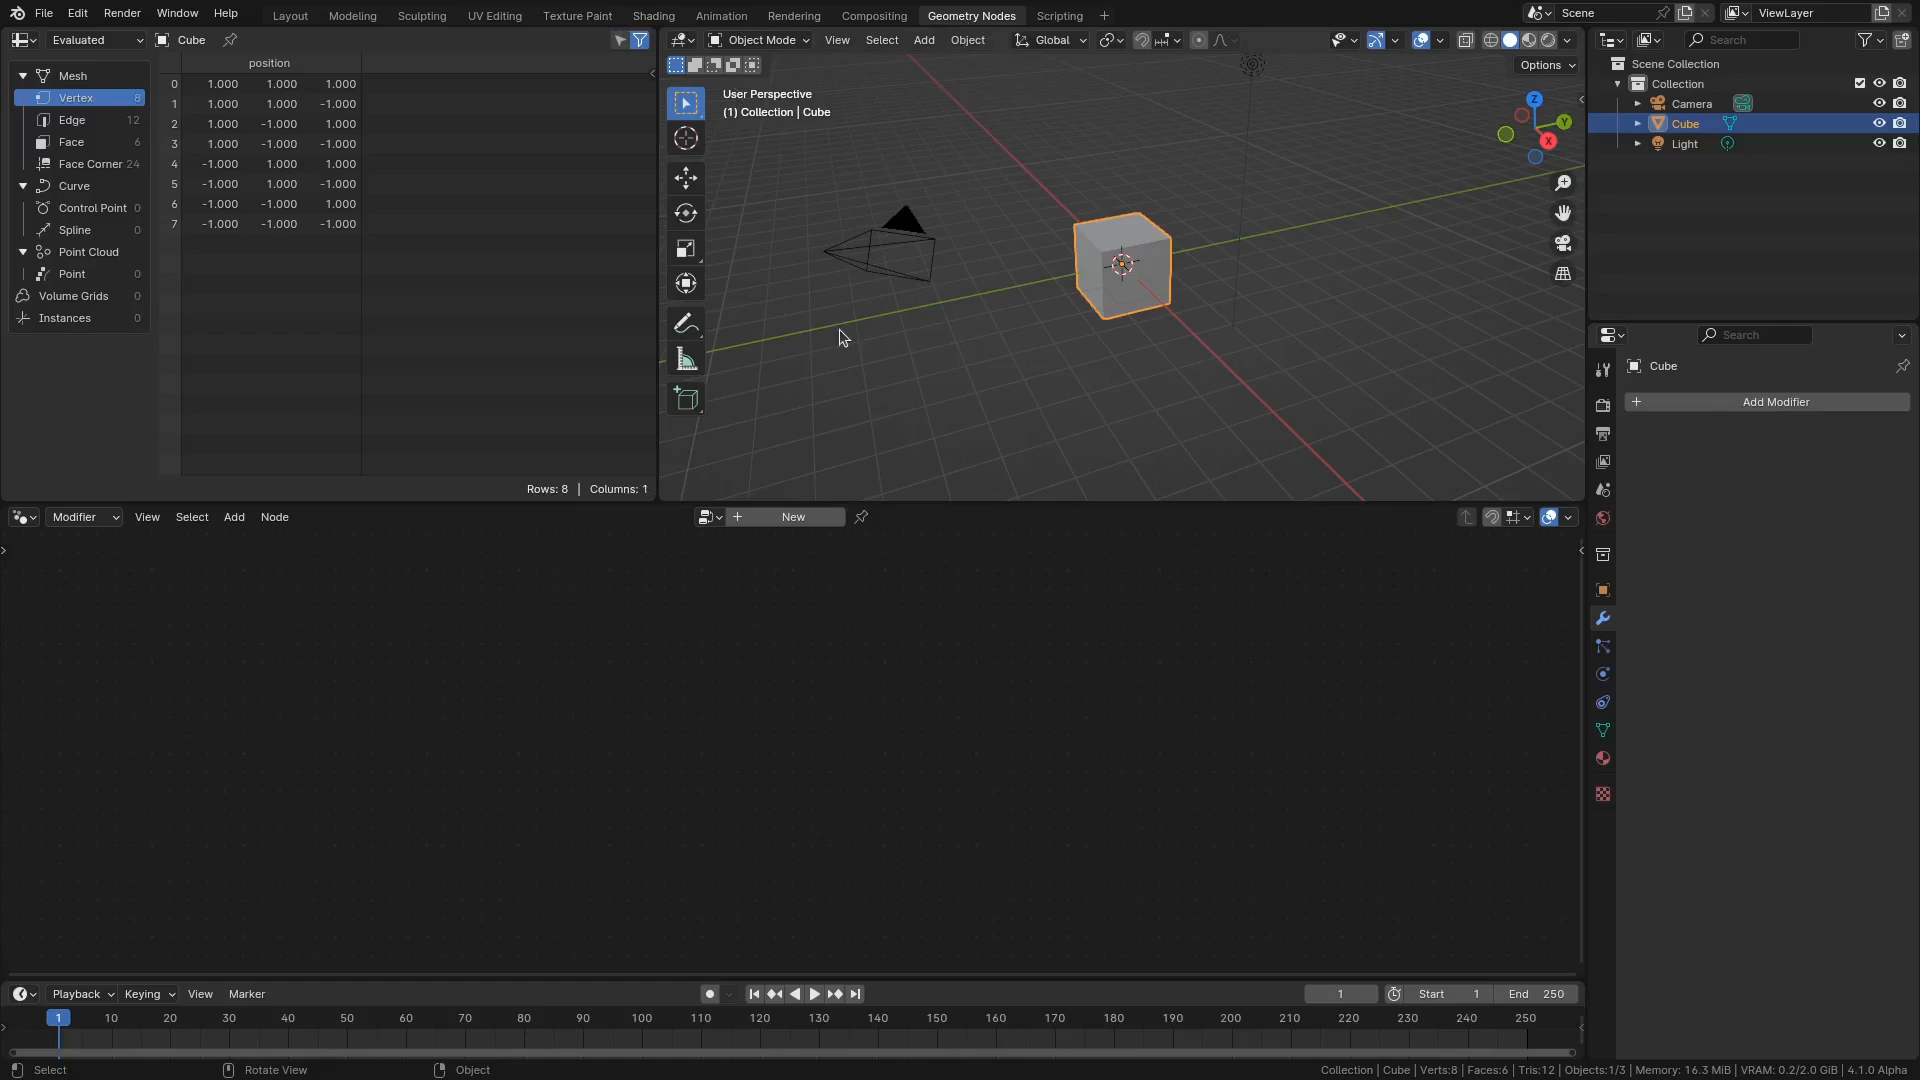 File Edit Render Window Help Layout Modeling Sculpting UV Editing Texture Paint Shading Animation Rendering Compositing Geometry Nodes Scripting + Scene ViewLayer
Evaluated Cube
position
Mesh
Vertex 8
Edge 12
Face 6
Face Corner 24
Curve
Control Point 0
Spline 0
Point Cloud
Point 0
Volume Grids 0
Instances 0
0 1.000 1.000 1.000
1 1.000 1.000 -1.000
2 1.000 -1.000 1.000
3 1.000 -1.000 -1.000
4 -1.000 1.000 1.000
5 -1.000 1.000 -1.000
6 -1.000 -1.000 1.000
7 -1.000 -1.000 -1.000
Rows: 8 | Columns: 1
Object Mode View Select Add Object Global
Options
User Perspective
(1) Collection | Cube
Z
Y
X
Search
Scene Collection
Collection
Camera
Cube
Light
Search
Cube
+ Add Modifier
Modifier View Select Add Node + New
Playback Keying View Marker 1 Start 1 End 250
1 10 20 30 40 50 60 70 80 90 100 110 120 130 140 150 160 170 180 190 200 210 220 230 240 250
Select Rotate View Object Collection | Cube | Verts:8 | Faces:6 | Tris:12 | Objects:1/3 | Memory: 16.3 MiB | VRAM: 0.2/2.0 GiB | 4.1.0 Alpha